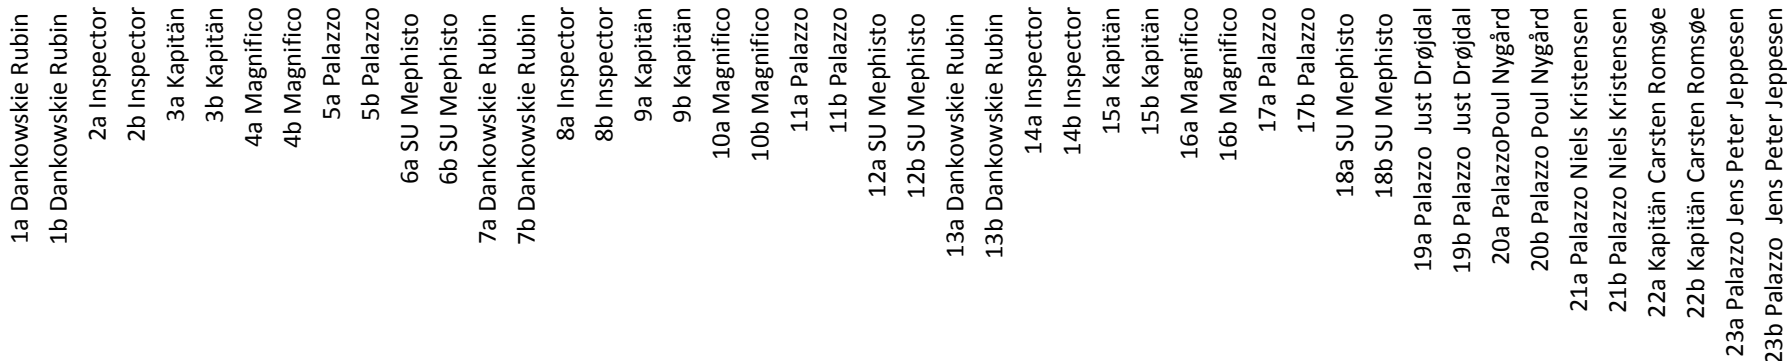 1a Dankowskie Rubin
1b Dankowskie Rubin
2a Inspector
2b Inspector
3a Kapitän
3b Kapitän
4a Magnifico
4b Magnifico
5a Palazzo
5b Palazzo
6a SU Mephisto
6b SU Mephisto
7a Dankowskie Rubin
7b Dankowskie Rubin
8a Inspector
8b Inspector
9a Kapitän
9b Kapitän
10a Magnifico
10b Magnifico
11a Palazzo
11b Palazzo
12a SU Mephisto
12b SU Mephisto
13a Dankowskie Rubin
13b Dankowskie Rubin
14a Inspector
14b Inspector
15a Kapitän
15b Kapitän
16a Magnifico
16b Magnifico
17a Palazzo
17b Palazzo
18a SU Mephisto
18b SU Mephisto
19a Palazzo  Just Drøjdal
19b Palazzo  Just Drøjdal
20a PalazzoPoul Nygård
20b Palazzo Poul Nygård
21a Palazzo Niels Kristensen
21b Palazzo Niels Kristensen
22a Kapitän Carsten Romsøe
22b Kapitän Carsten Romsøe
23a Palazzo Jens Peter Jeppesen
23b Palazzo  Jens Peter Jeppesen